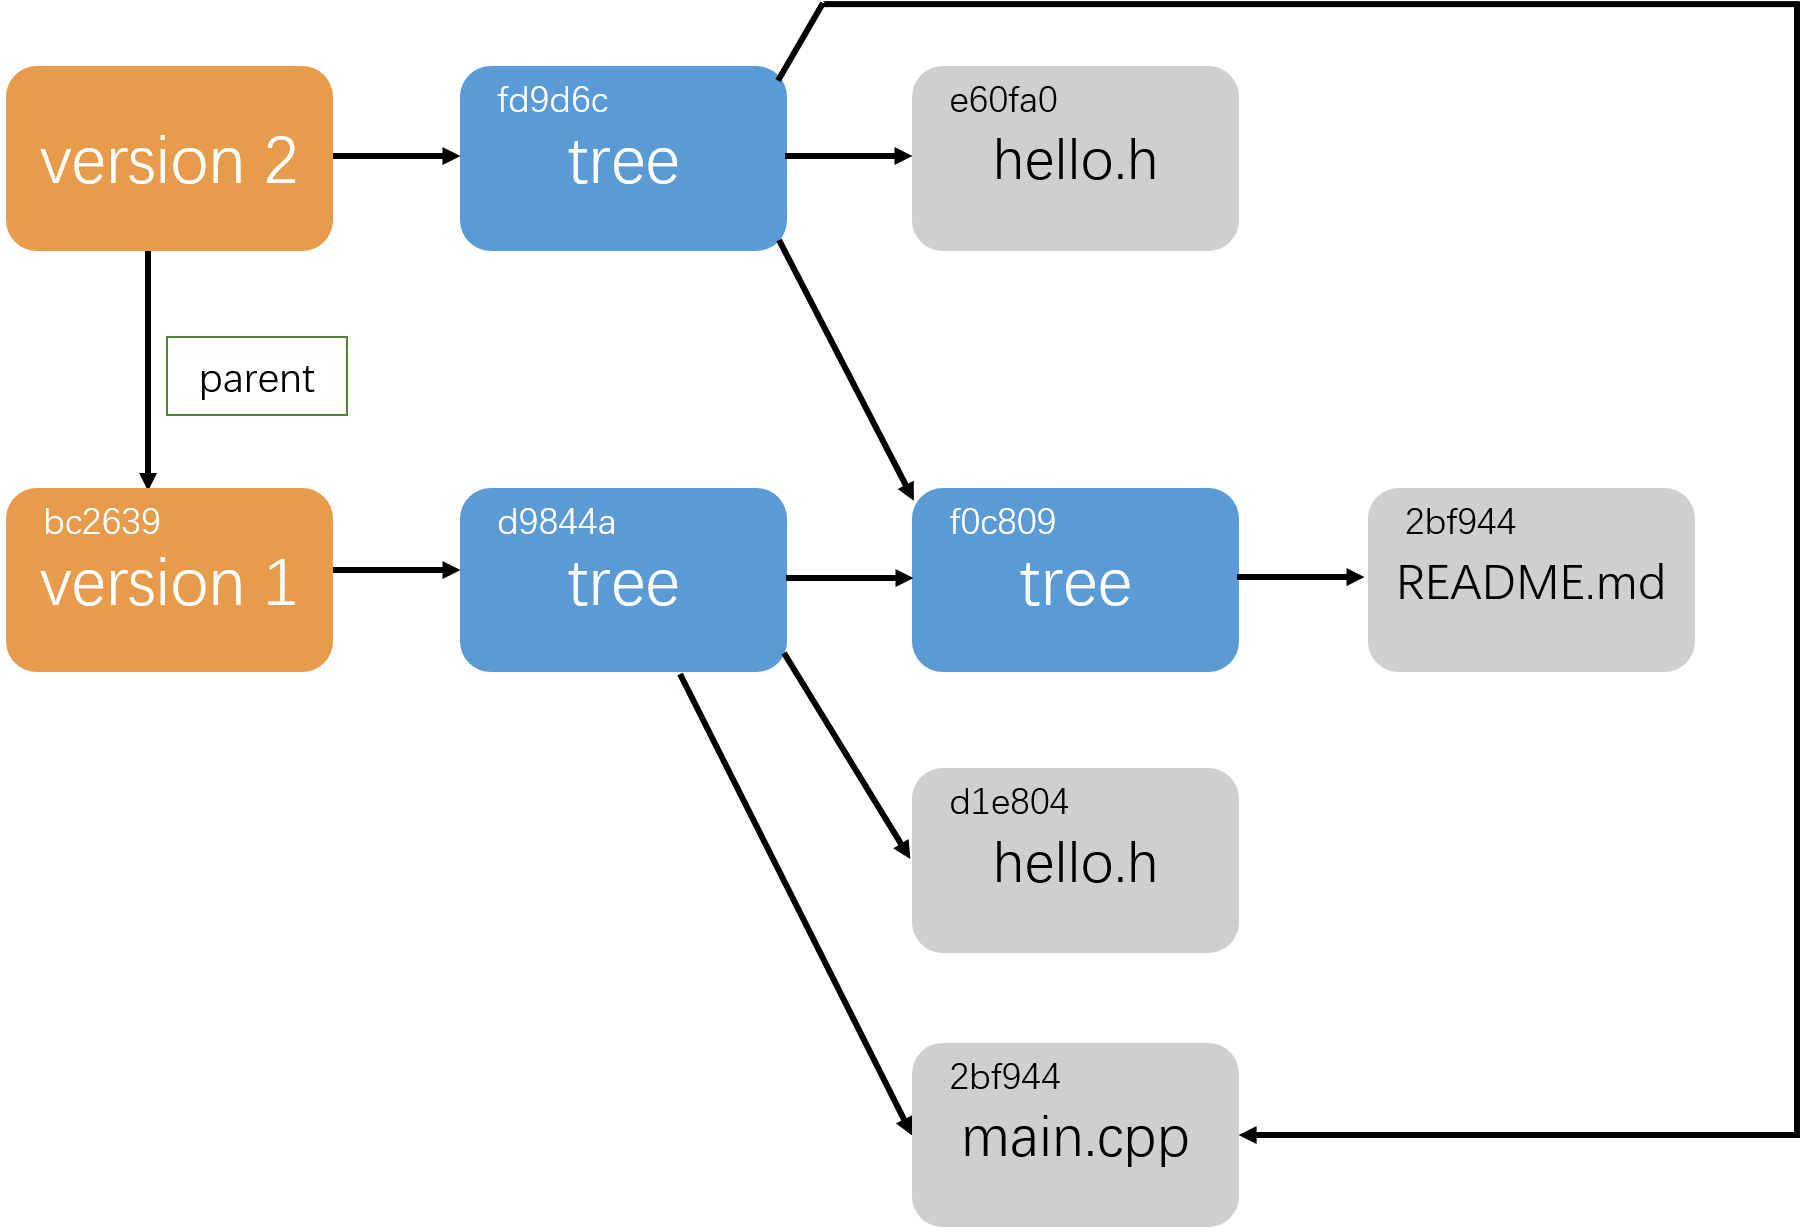 version 2
fd9d6c
tree
e60fa0
hello.h
parent
bc2639
version 1
d9844a
tree
f0c809
tree
2bf944
README.md
d1e804
hello.h
2bf944
main.cpp